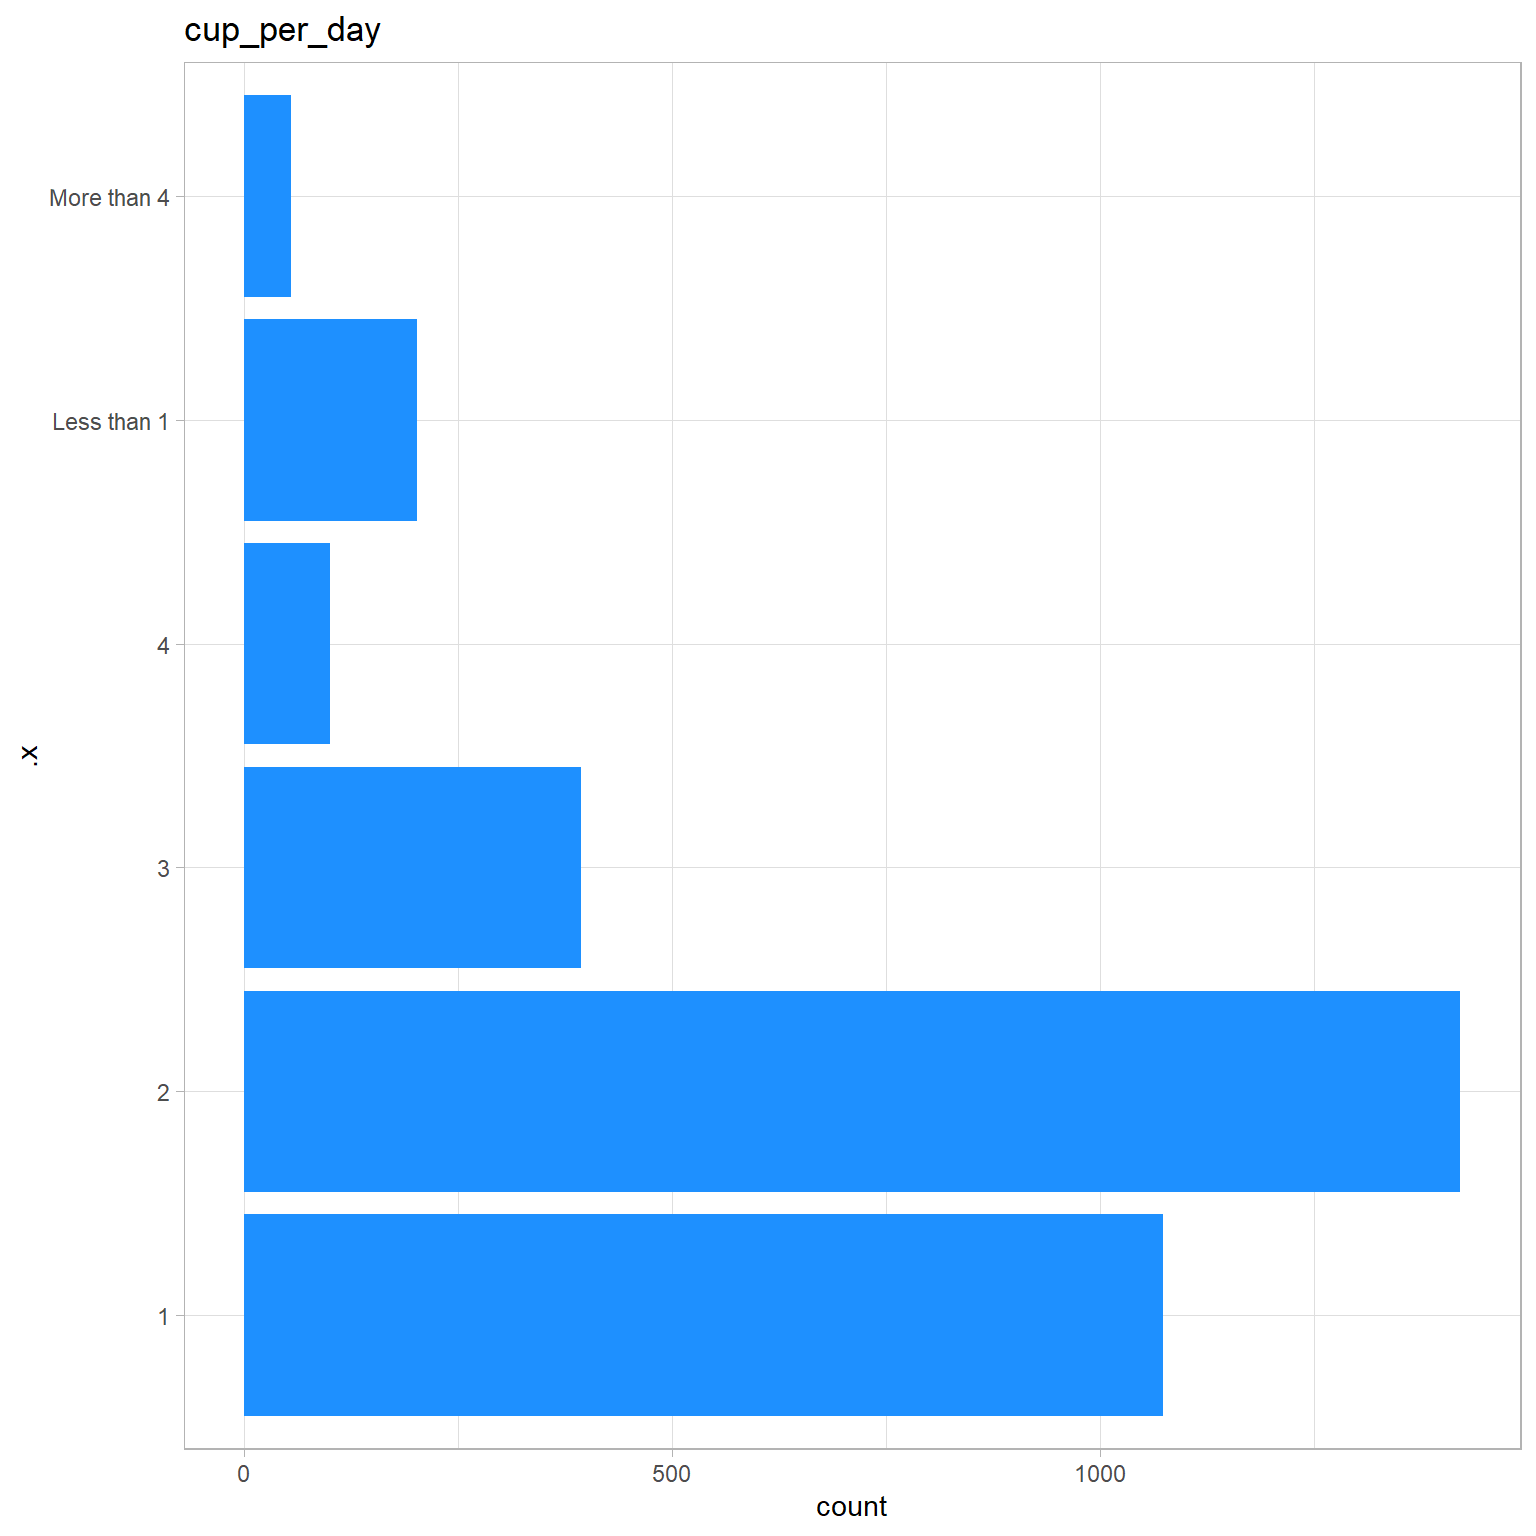 cup_per_day
More than 4
Less than 1
4
3
2
1
.x
0 500 1000
count